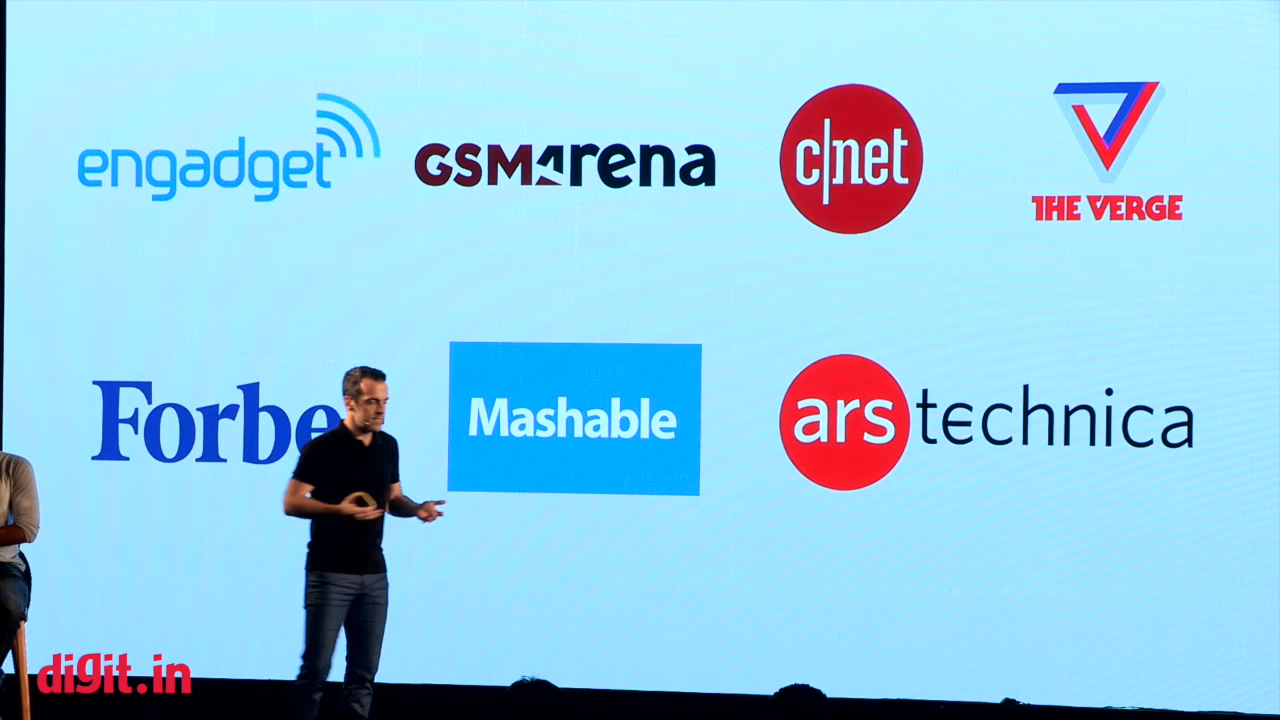 engadget
GSMArena
c|net
THE VERGE
Forbe
Mashable
ars technica
digit.in